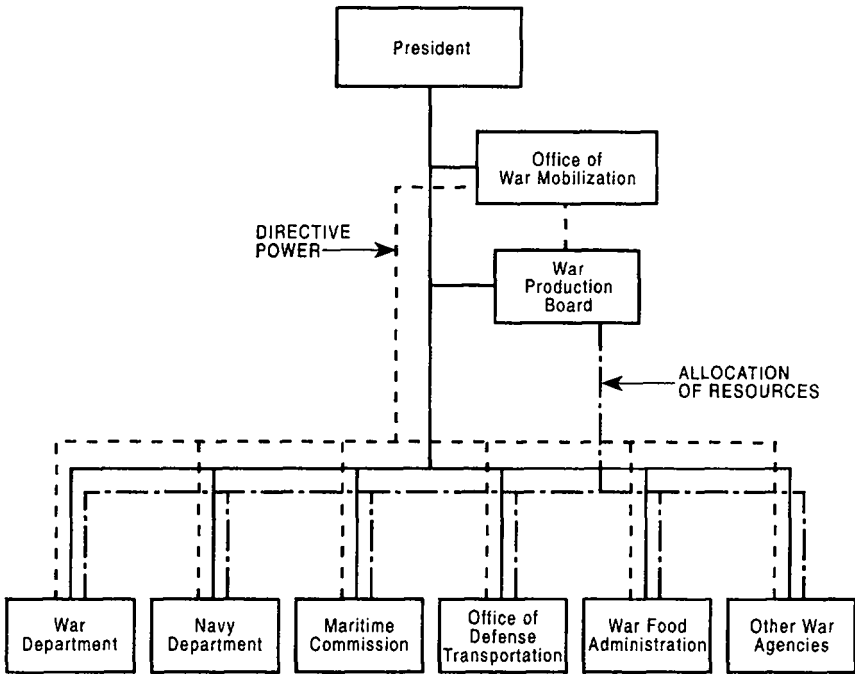 President
Office of
War Mobilization
DIRECTIVE
POWER
War
Production
Board
ALLOCATION
OF RESOURCES
War
Department
Navy
Department
Maritime
Commission
Office of
Defense
Transportation
War Food
Administration
Other War
Agencies